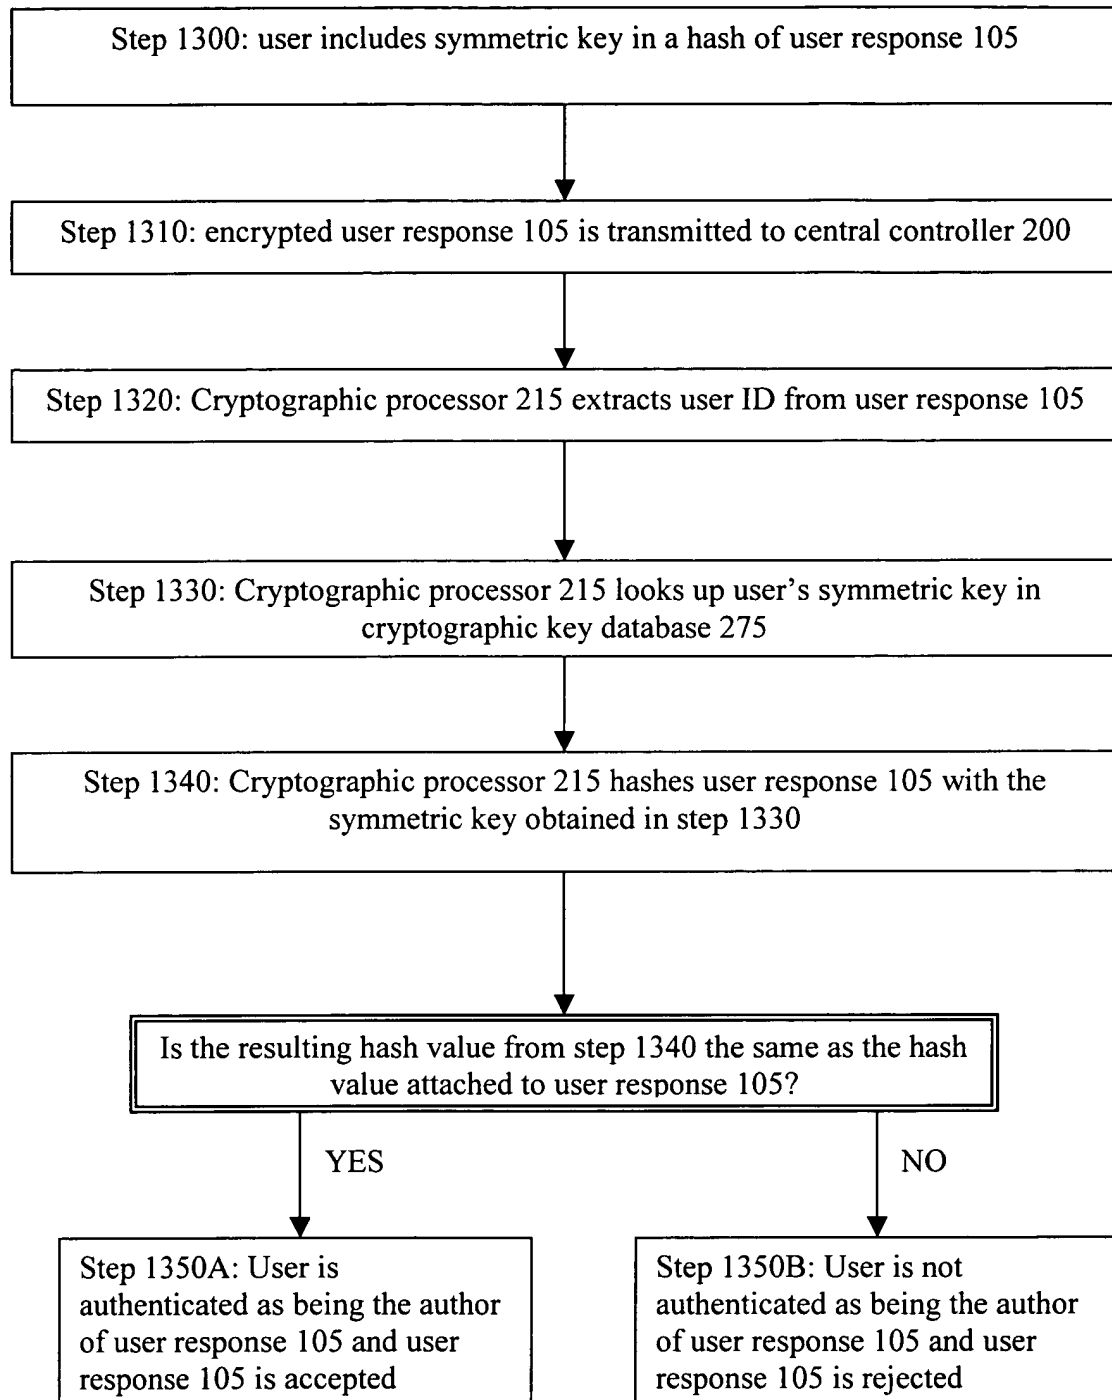 Step 1300: user includes symmetric key in a hash of user response 105
Step 1310: encrypted user response 105 is transmitted to central controller 200
Step 1320: Cryptographic processor 215 extracts user ID from user response 105
Step 1330: Cryptographic processor 215 looks up user's symmetric key in
cryptographic key database 275
Step 1340: Cryptographic processor 215 hashes user response 105 with the
symmetric key obtained in step 1330
Is the resulting hash value from step 1340 the same as the hash
value attached to user response 105?
YES
NO
Step 1350A: User is
authenticated as being the author
of user response 105 and user
response 105 is accepted
Step 1350B: User is not
authenticated as being the author
of user response 105 and user
response 105 is rejected